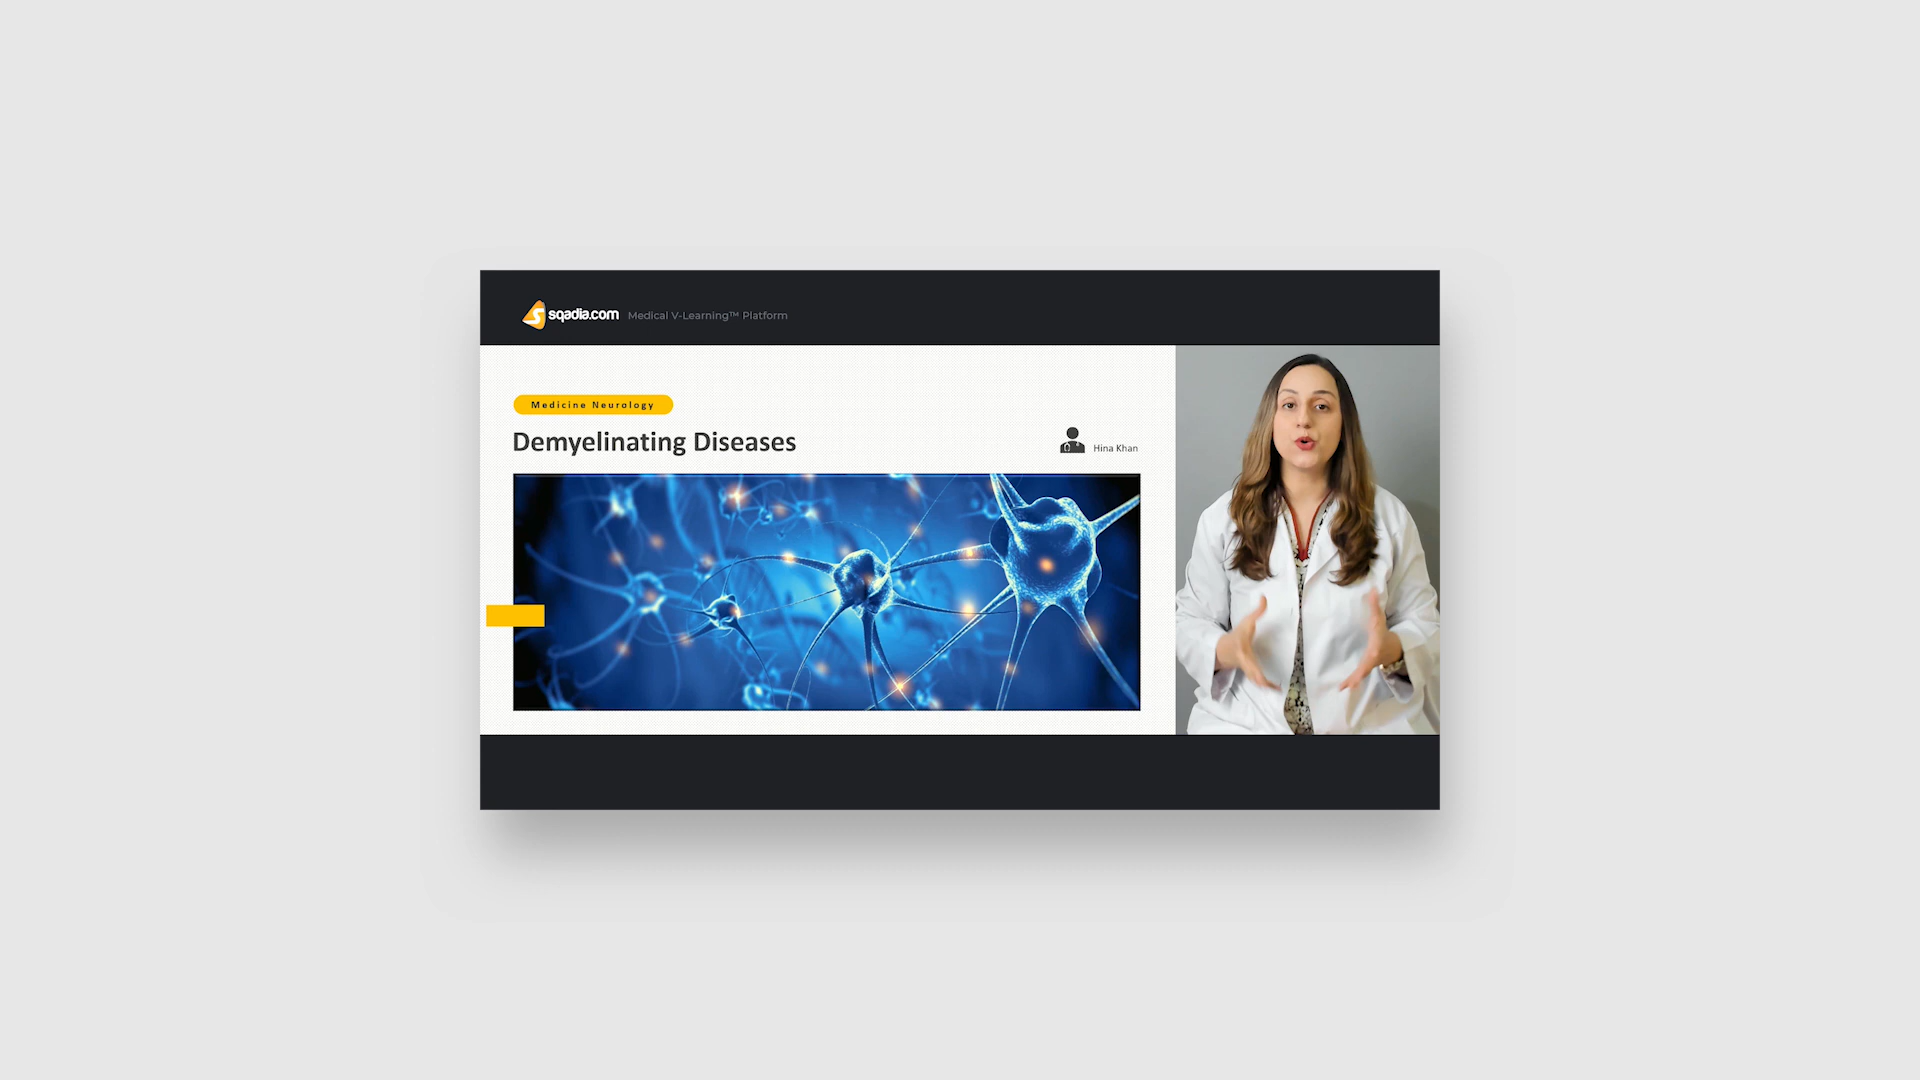 sqadia.com Medical V-Learning™ Platform
Medicine Neurology
Demyelinating Diseases
Hina Khan